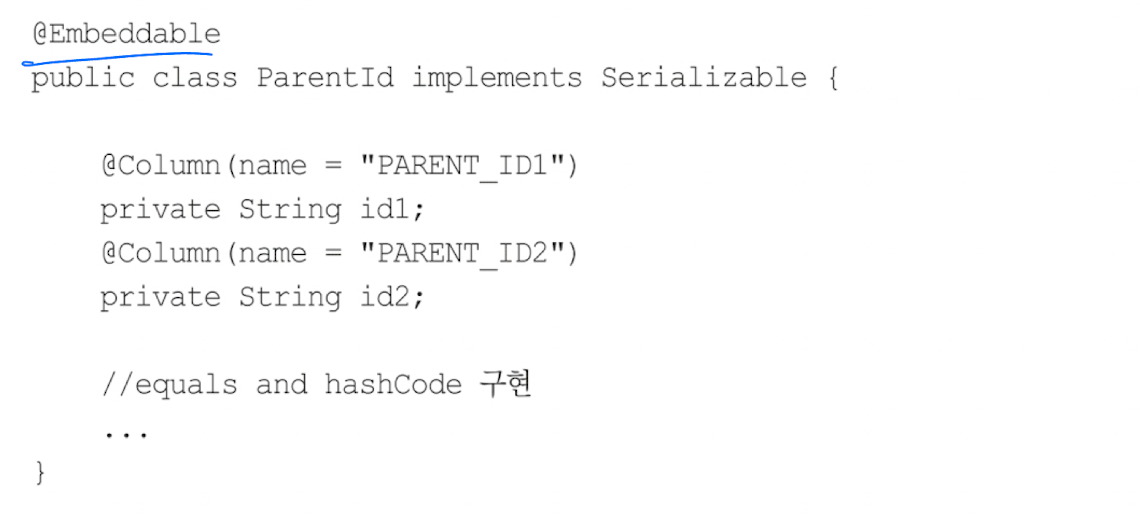 @Embeddable
public class ParentId implements Serializable {
@Column(name = "PARENT_ID1")
private String id1;
@Column(name = "PARENT_ID2")
private String id2;
//equals and hashCode 구현
...
}